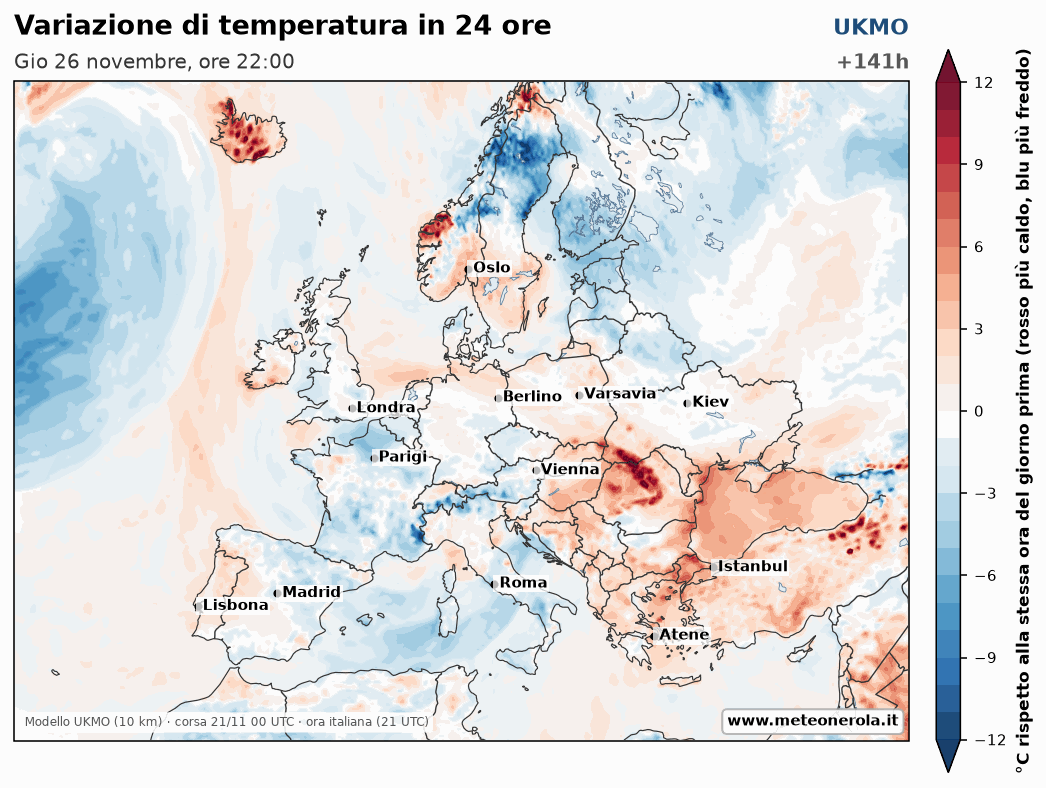 Variazione di temperatura in 24 ore
UKMO
Gio 26 novembre, ore 22:00
+141h
Oslo
Londra
Berlino
Varsavia
Kiev
Parigi
Vienna
Istanbul
Roma
Madrid
Lisbona
Atene
Modello UKMO (10 km) · corsa 21/11 00 UTC · ora italiana (21 UTC)
www.meteonerola.it
12
9
6
3
0
−3
−6
−9
−12
°C rispetto alla stessa ora del giorno prima (rosso più caldo, blu più freddo)